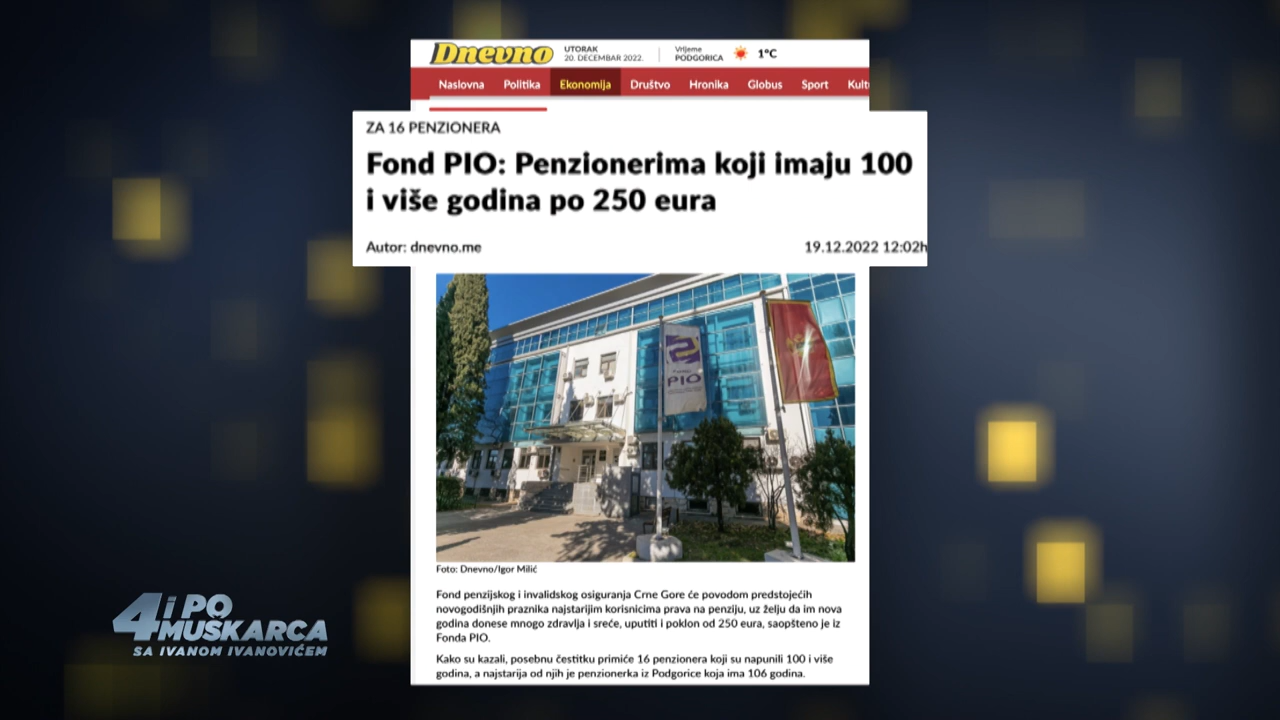 Dnevno
UTORAK
20. DECEMBAR 2022.
Vrijeme
PODGORICA
1°C
Naslovna Politika Ekonomija Društvo Hronika Globus Sport Kult
ZA 16 PENZIONERA
Fond PIO: Penzionerima koji imaju 100
i više godina po 250 eura
Autor: dnevno.me 19.12.2022 12:02h
PIO
Foto: Dnevno/Igor Milić
Fond penzijskog i invalidskog osiguranja Crne Gore će povodom predstojećih
novogodišnjih praznika najstarijim korisnicima prava na penziju, uz želju da im nova
godina donese mnogo zdravlja i sreće, uputiti i poklon od 250 eura, saopšteno je iz
Fonda PIO.
Kako su kazali, posebnu čestitku primiće 16 penzionera koji su napunili 100 i više
godina, a najstarija od njih je penzionerka iz Podgorice koja ima 106 godina.
4 i PO
MUŠKARCA
SA IVANOM IVANOVIĆEM